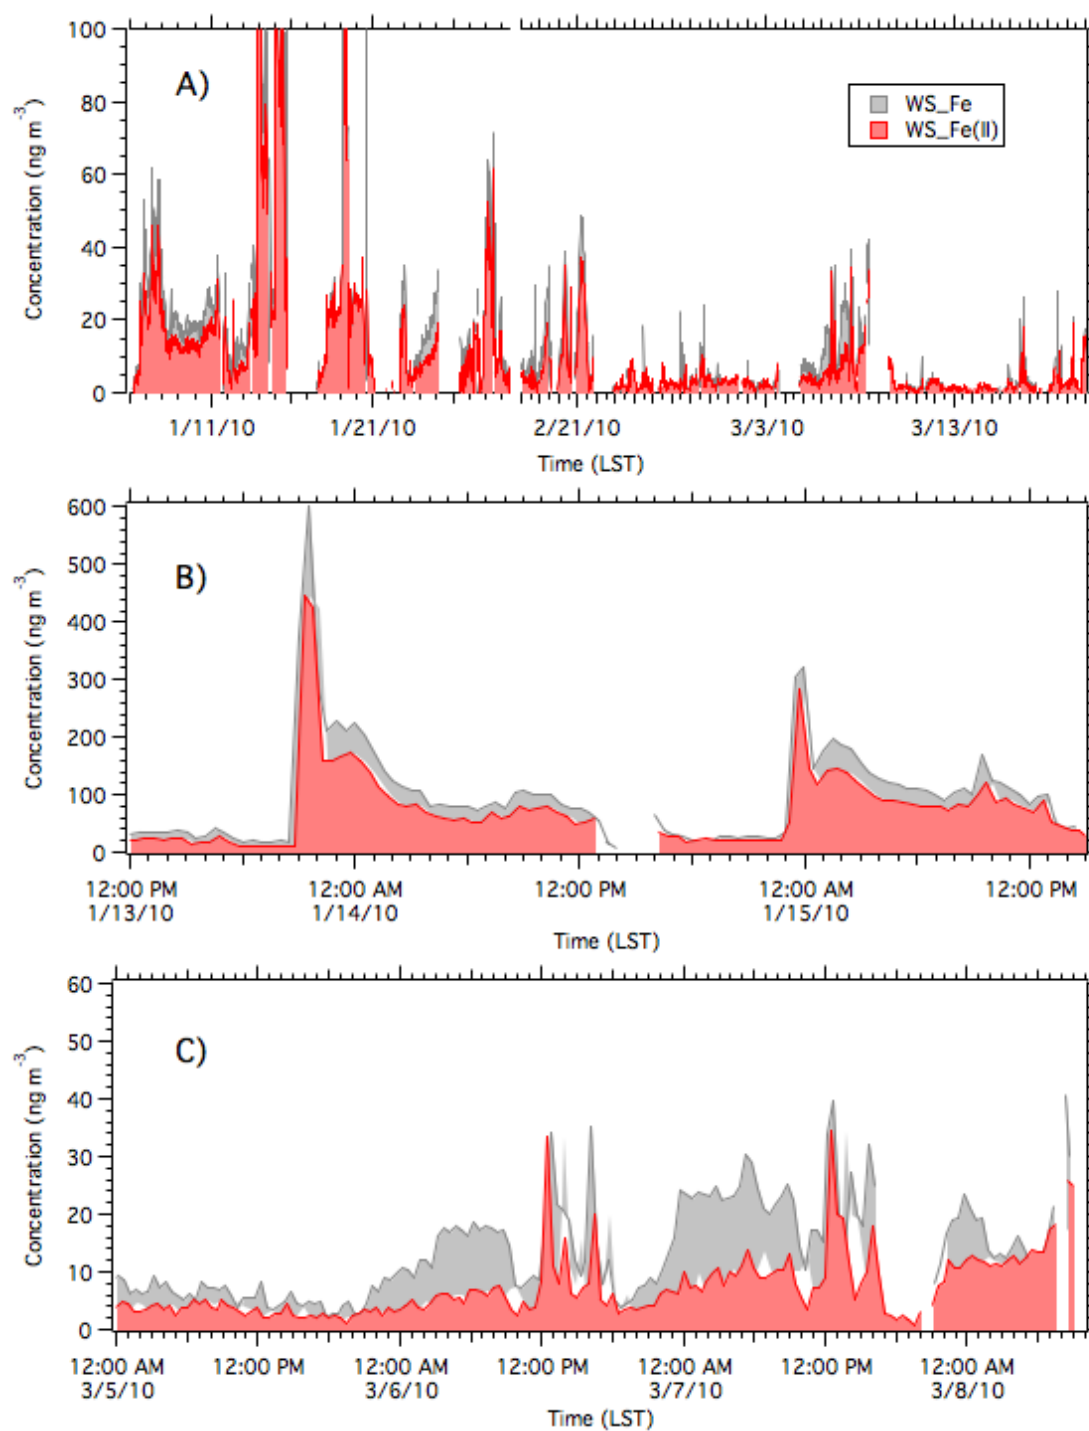 100
80
60
40
20
0
Concentration (ng m-3)
A)
WS_Fe
WS_Fe(II)
1/11/10 1/21/10 2/21/10 3/3/10 3/13/10
Time (LST)
600
500
400
300
200
100
0
Concentration (ng m-3)
B)
12:00 PM 12:00 AM 12:00 PM 12:00 AM 12:00 PM
1/13/10 1/14/10 1/15/10
Time (LST)
60
50
40
30
20
10
0
Concentration (ng m-3)
C)
12:00 AM 12:00 PM 12:00 AM 12:00 PM 12:00 AM 12:00 PM 12:00 AM
3/5/10 3/6/10 3/7/10 3/8/10
Time (LST)